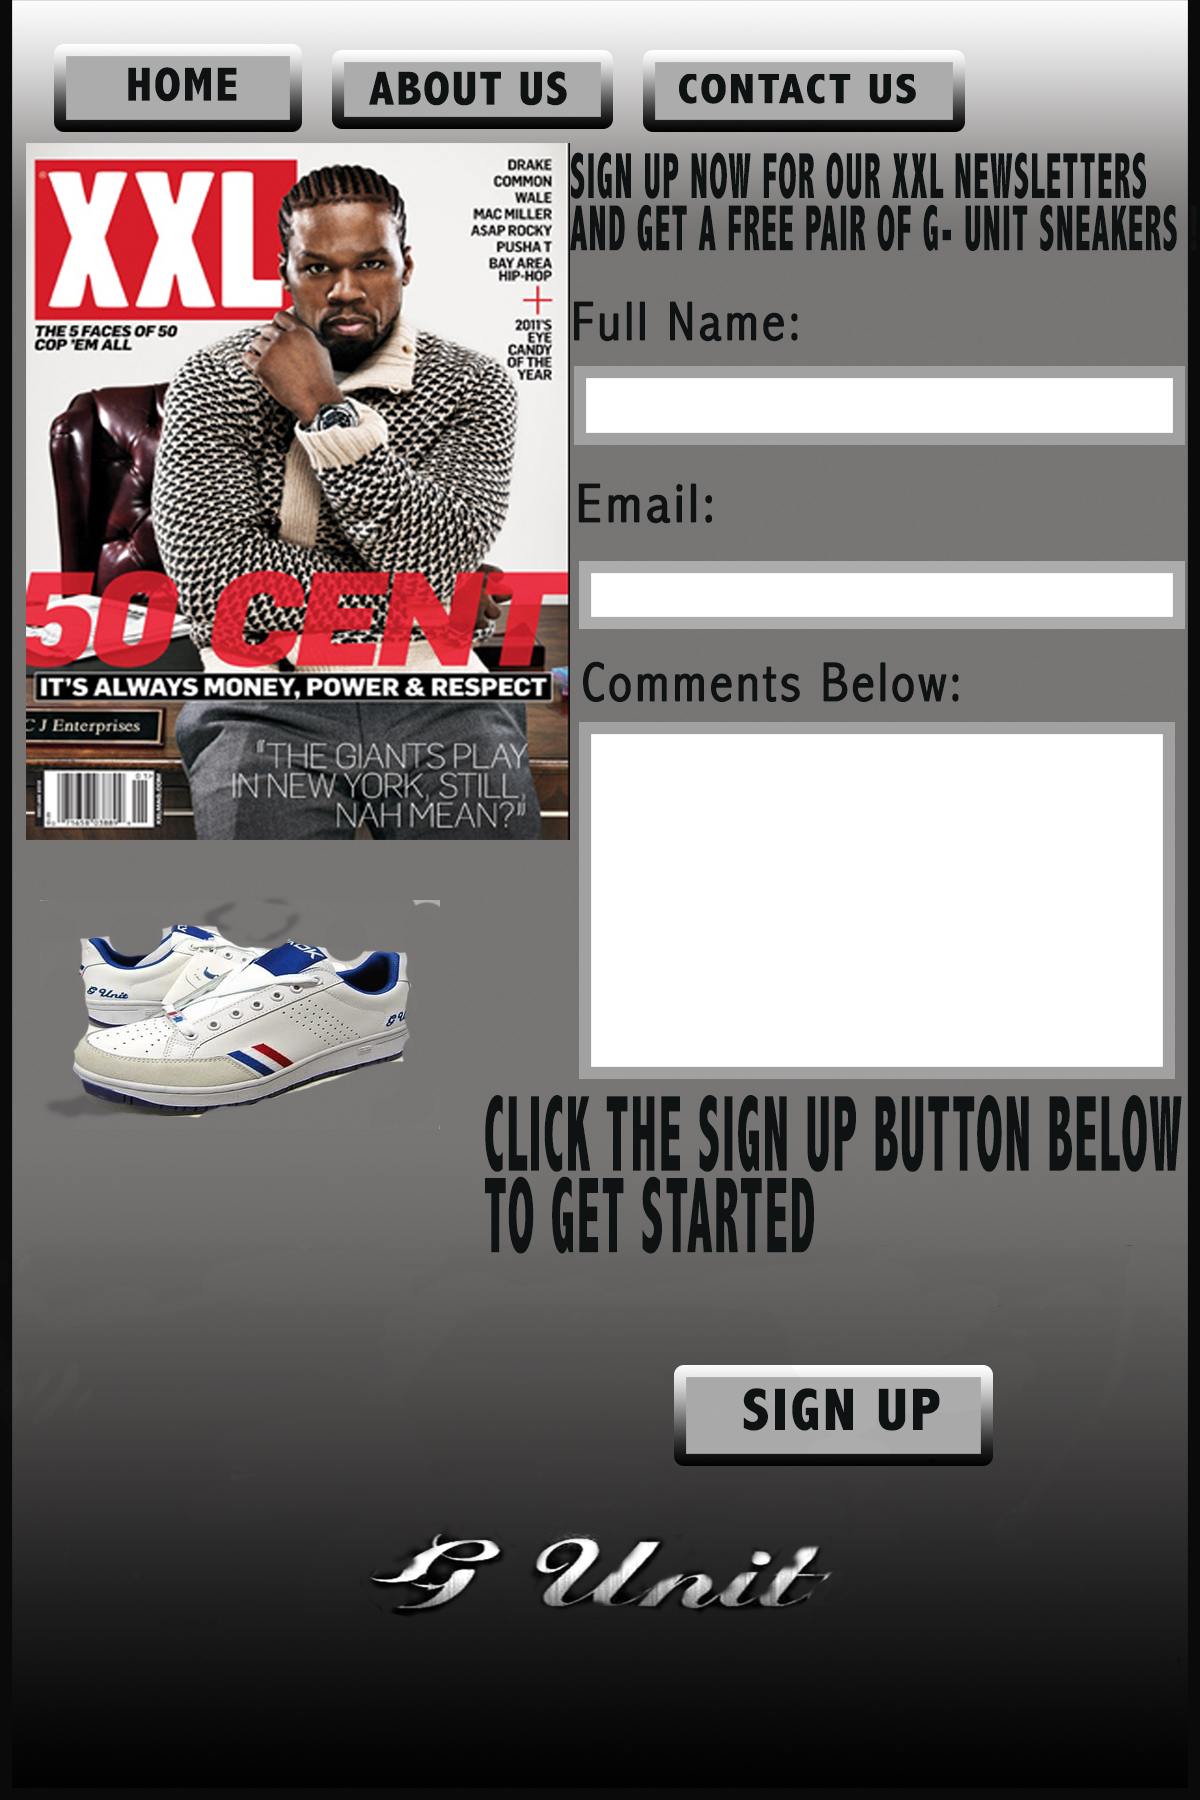 HOME
ABOUT US
CONTACT US
XXL
THE 5 FACES OF 50
COP 'EM ALL
DRAKE
COMMON
WALE
MAC MILLER
ASAP ROCKY
PUSHA T
BAY AREA
HIP-HOP
+
2011'S
EYE
CANDY
OF THE
YEAR
50 CENT
IT'S ALWAYS MONEY, POWER & RESPECT
C J Enterprises
"THE GIANTS PLAY
IN NEW YORK, STILL,
NAH MEAN?"
SIGN UP NOW FOR OUR XXL NEWSLETTERS
AND GET A FREE PAIR OF G- UNIT SNEAKERS
Full Name:
Email:
Comments Below:
G Unit
CLICK THE SIGN UP BUTTON BELOW
TO GET STARTED
SIGN UP
G Unit